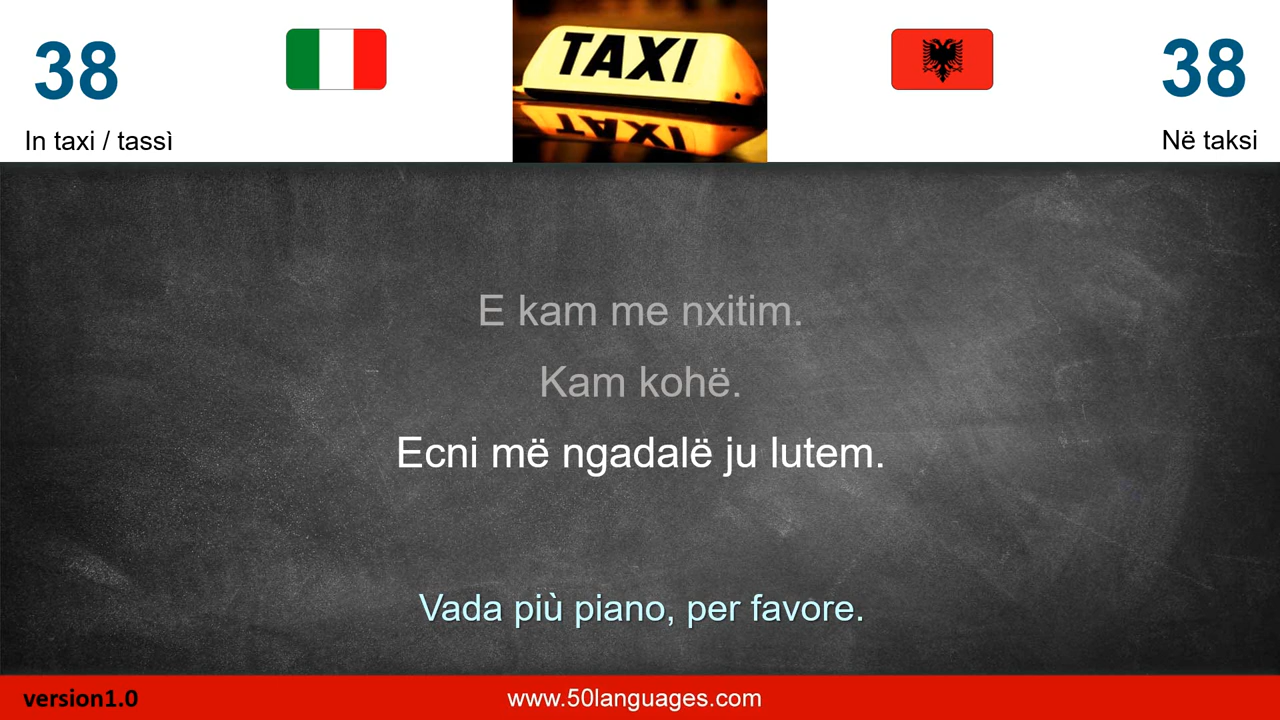 38
TAXI
38
In taxi / tassì
Në taksi
E kam me nxitim.
Kam kohë.
Ecni më ngadalë ju lutem.
Vada più piano, per favore.
version1.0
www.50languages.com